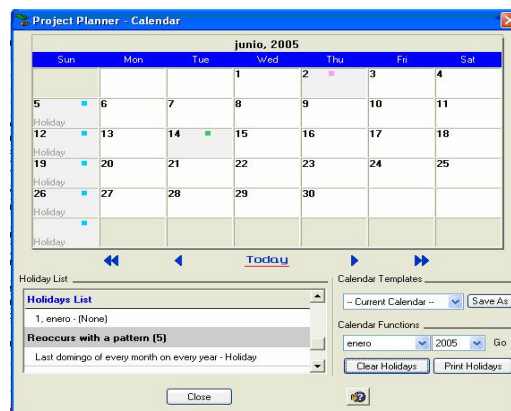 Project Planner - Calendar
junio, 2005
Sun Mon Tue Wed Thu Fri Sat
1 2 3 4
5 6 7 8 9 10 11
Holiday
12 13 14 15 16 17 18
Holiday
19 20 21 22 23 24 25
Holiday
26 27 28 29 30
Holiday
Holiday
Today
Holiday List
Holidays List
1, enero - (None)
Reoccurs with a pattern (5)
Last domingo of every month on every year - Holiday
Calendar Templates
-- Current Calendar -- Save As
Calendar Functions
enero 2005 Go
Clear Holidays Print Holidays
Close